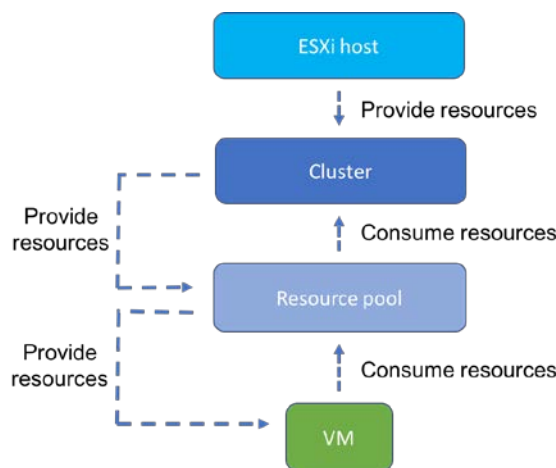 ESXi host
Provide resources
Cluster
Provide
resources
Consume resources
Resource pool
Provide
resources
Consume resources
VM